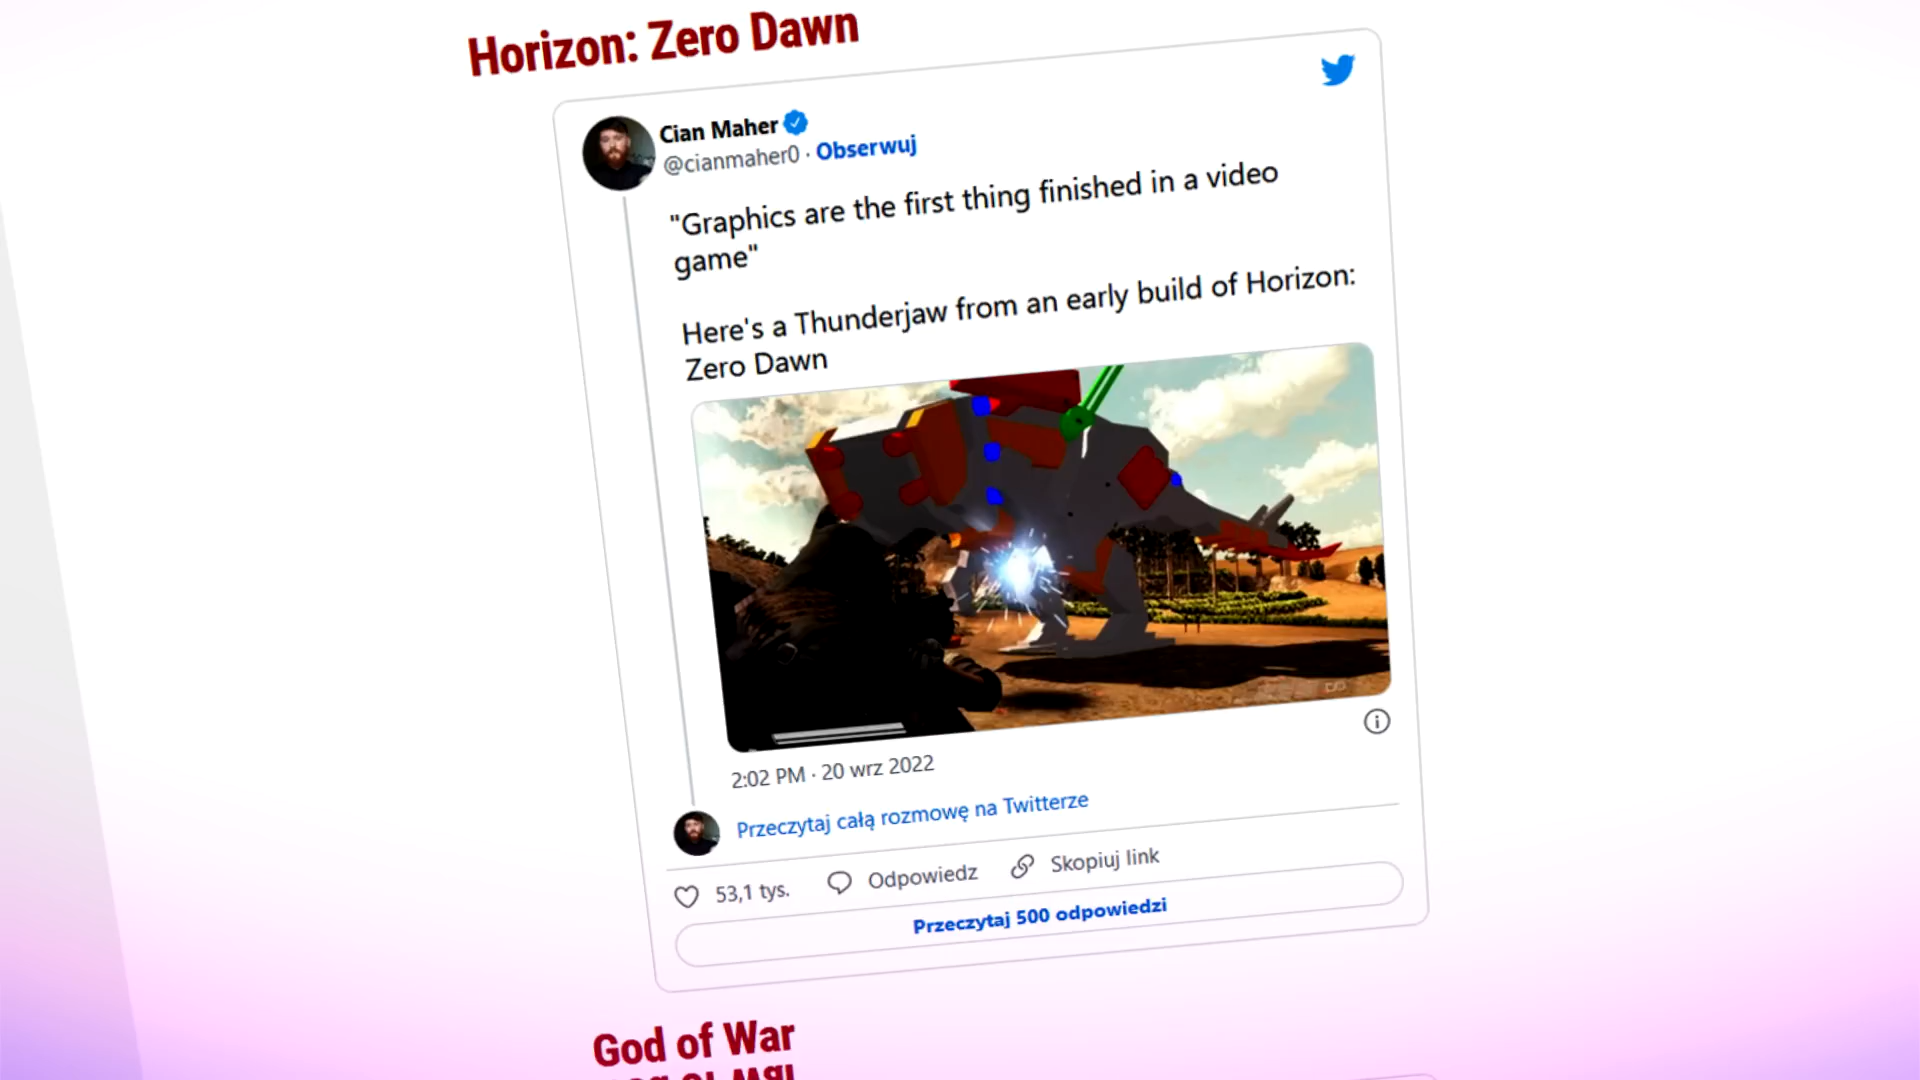 Horizon: Zero Dawn
Cian Maher
@cianmaher0 · Obserwuj
"Graphics are the first thing finished in a video
game"
Here's a Thunderjaw from an early build of Horizon:
Zero Dawn
2:02 PM · 20 wrz 2022
Przeczytaj całą rozmowę na Twitterze
53,1 tys. Odpowiedz Skopiuj link
Przeczytaj 500 odpowiedzi
God of War